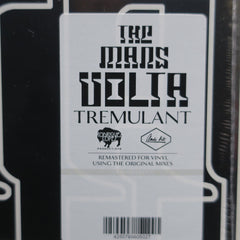 THE
MARS
VOLTA
TREMULANT
REMASTERED FOR VINYL
USING THE ORIGINAL MIXES